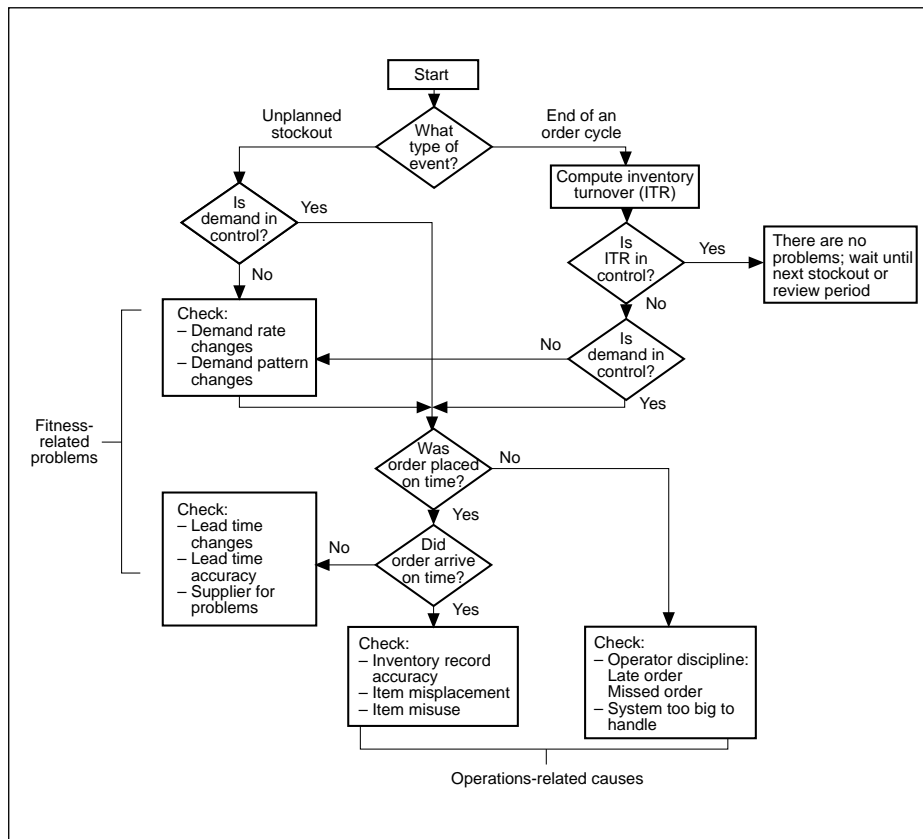 Start
Unplanned
stockout
What
type of
event?
End of an
order cycle
Compute inventory
turnover (ITR)
Is
demand in
control?
Yes
No
Is
ITR in
control?
Yes
There are no
problems; wait until
next stockout or
review period
No
Check:
– Demand rate
changes
– Demand pattern
changes
No
Is
demand in
control?
Yes
Fitness-
related
problems
Was
order placed
on time?
No
Yes
Check:
– Lead time
changes
– Lead time
accuracy
– Supplier for
problems
No
Did
order arrive
on time?
Yes
Check:
– Inventory record
accuracy
– Item misplacement
– Item misuse
Check:
– Operator discipline:
Late order
Missed order
– System too big to
handle
Operations-related causes